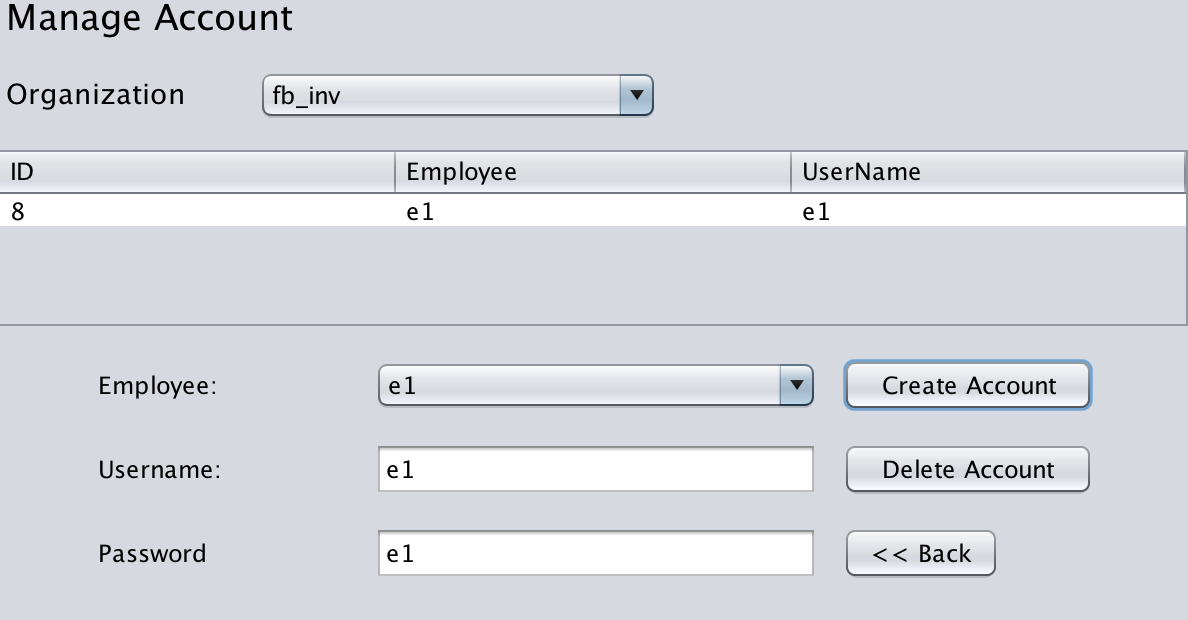 Manage Account
Organization fb_inv
ID Employee UserName
8 e1 e1
Employee: e1 Create Account
Username: e1 Delete Account
Password e1 << Back